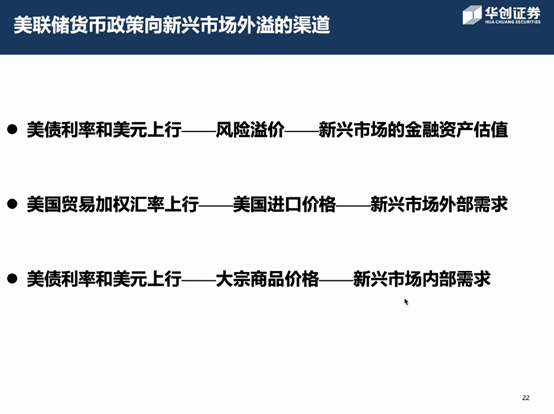 美联储货币政策向新兴市场外溢的渠道
华创证券
HUA CHUANG SECURITIES
● 美债利率和美元上行——风险溢价——新兴市场的金融资产估值
● 美国贸易加权汇率上行——美国进口价格——新兴市场外部需求
● 美债利率和美元上行——大宗商品价格——新兴市场内部需求
22